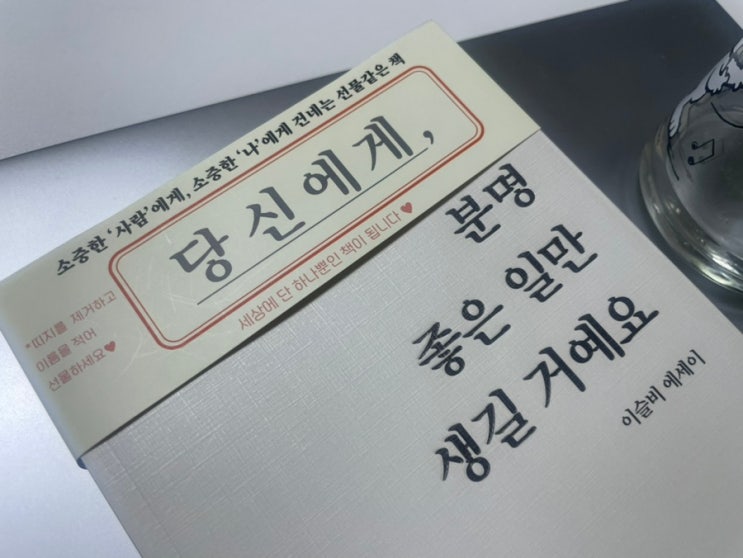 소중한 '사람'에게, 소중한 '나'에게 건네는 선물같은 책
당신에게,
*띠지를 제거하고
이름을 적어
선물하세요♥
세상에 단 하나뿐인 책이 됩니다♥
분명
좋은 일만
생길 거예요
이슬비 에세이